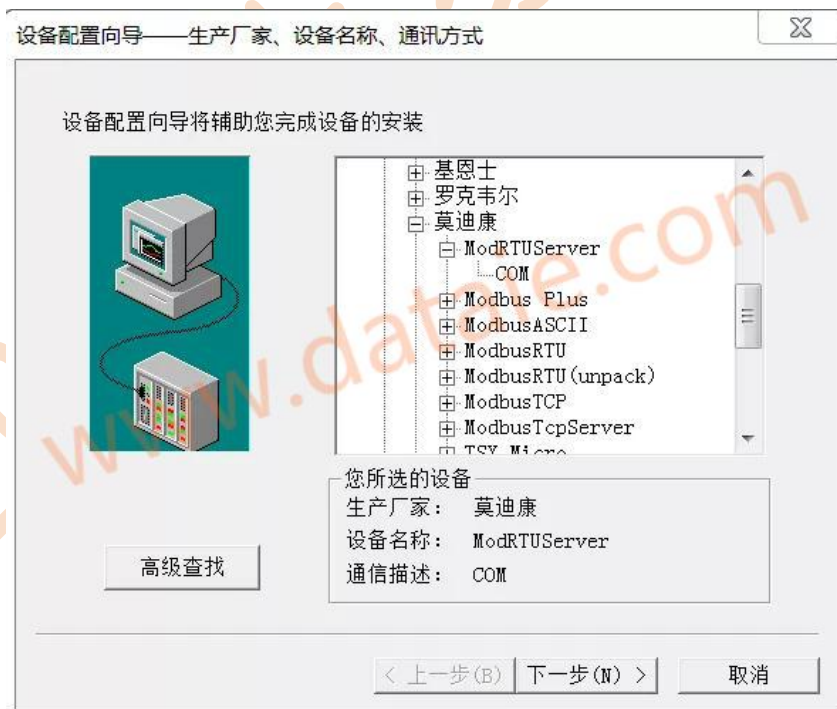 设备配置向导——生产厂家、设备名称、通讯方式
设备配置向导将辅助您完成设备的安装
基恩士
罗克韦尔
莫迪康
ModRTUServer
COM
Modbus Plus
ModbusASCII
ModbusRTU
ModbusRTU(unpack)
ModbusTCP
ModbusTcpServer
TSY Micro
您所选的设备
生产厂家： 莫迪康
设备名称： ModRTUServer
通信描述： COM
高级查找
< 上一步(B)
下一步(N) >
取消
www.dataie.com